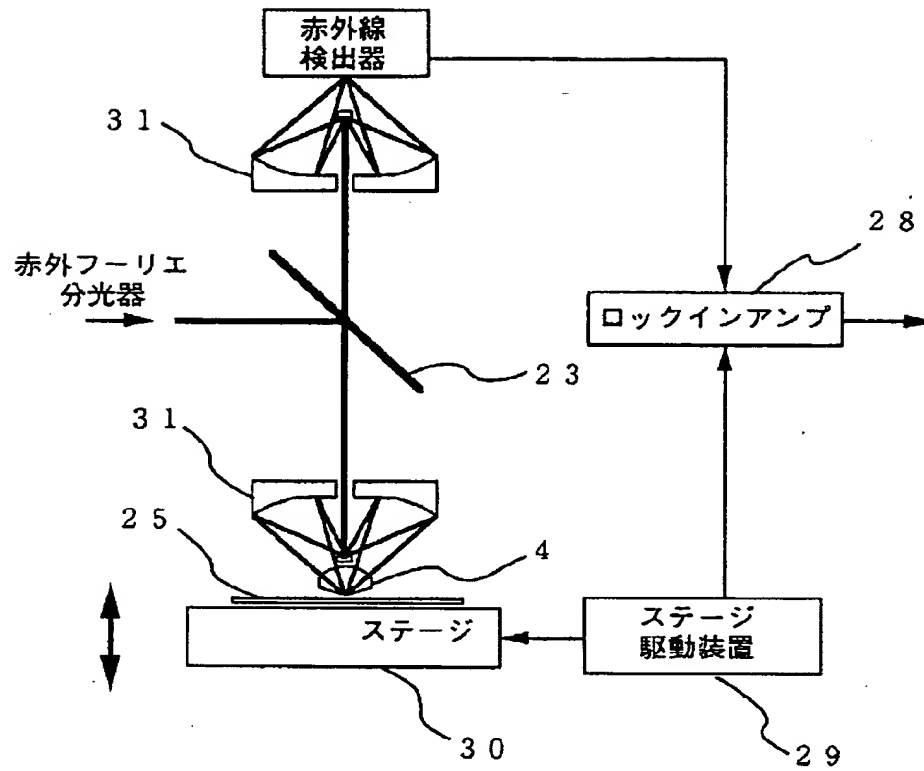 赤外線
検出器
３１
２８
赤外フーリエ
分光器
ロックインアンプ
２３
３１
２５
４
ステージ
ステージ
駆動装置
３０
２９